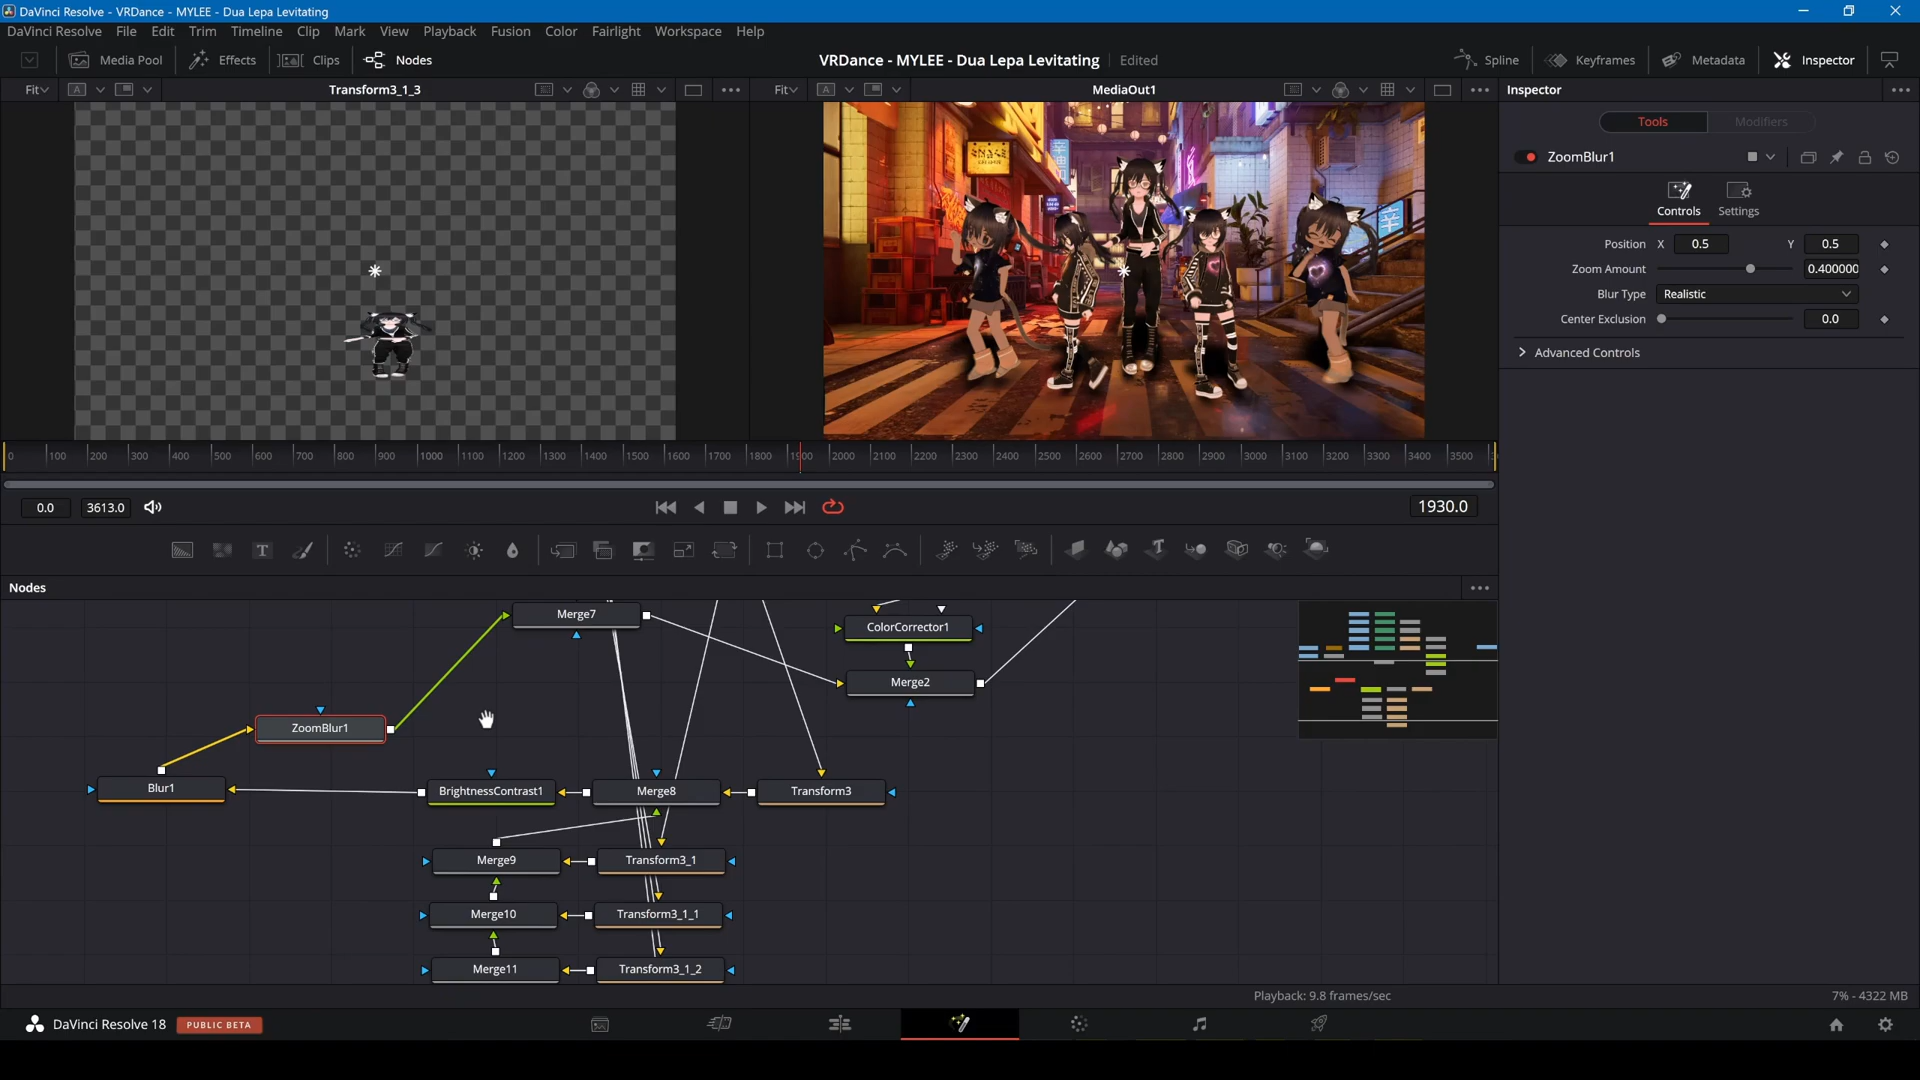 DaVinci Resolve - VRDance - MYLEE - Dua Lepa Levitating
DaVinci Resolve File Edit Trim Timeline Clip Mark View Playback Fusion Color Fairlight Workspace Help
Media Pool Effects Clips Nodes VRDance - MYLEE - Dua Lepa Levitating Edited Spline Keyframes Metadata Inspector
Fit A Transform3_1_3 Fit A MediaOut1 Inspector
Tools Modifiers
ZoomBlur1
Controls Settings
Position X 0.5 Y 0.5
Zoom Amount 0.400000
Blur Type Realistic
Center Exclusion 0.0
Advanced Controls
0 100 200 300 400 500 600 700 800 900 1000 1100 1200 1300 1400 1500 1600 1700 1800 2000 2100 2200 2300 2400 2500 2600 2700 2800 2900 3000 3100 3200 3300 3400 3500
0.0 3613.0 1930.0
T T
Nodes
Merge7
ColorCorrector1
Merge2
ZoomBlur1
Blur1 BrightnessContrast1 Merge8 Transform3
Merge9 Transform3_1
Merge10 Transform3_1_1
Merge11 Transform3_1_2
Playback: 9.8 frames/sec 7% - 4322 MB
DaVinci Resolve 18 PUBLIC BETA